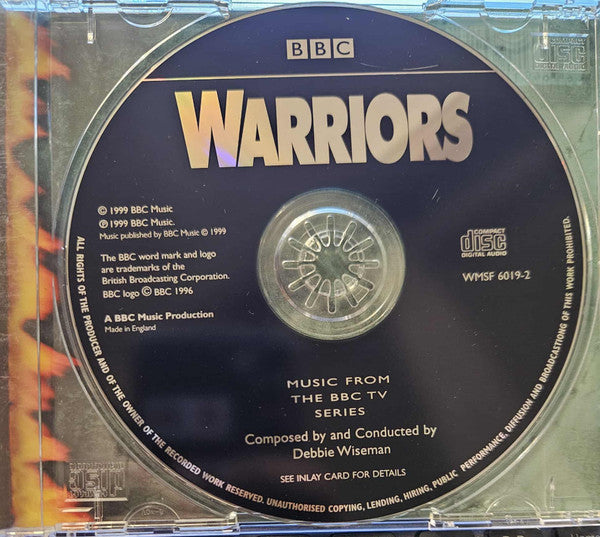 BBC
WARRIORS
© 1999 BBC Music
℗ 1999 BBC Music.
Music published by BBC Music © 1999
The BBC word mark and logo
are trademarks of the
British Broadcasting Corporation.
BBC logo © BBC 1996
A BBC Music Production
Made in England
COMPACT
disc
DIGITAL AUDIO
WMSF 6019-2
MUSIC FROM
THE BBC TV
SERIES
Composed by and Conducted by
Debbie Wiseman
SEE INLAY CARD FOR DETAILS
ALL RIGHTS OF THE PRODUCER AND OF THE OWNER OF THE RECORDED WORK RESERVED. UNAUTHORISED COPYING, LENDING, HIRING, PUBLIC PERFORMANCE, DIFFUSION AND BROADCASTIONG OF THIS WORK PROHIBITED.
disc
disc